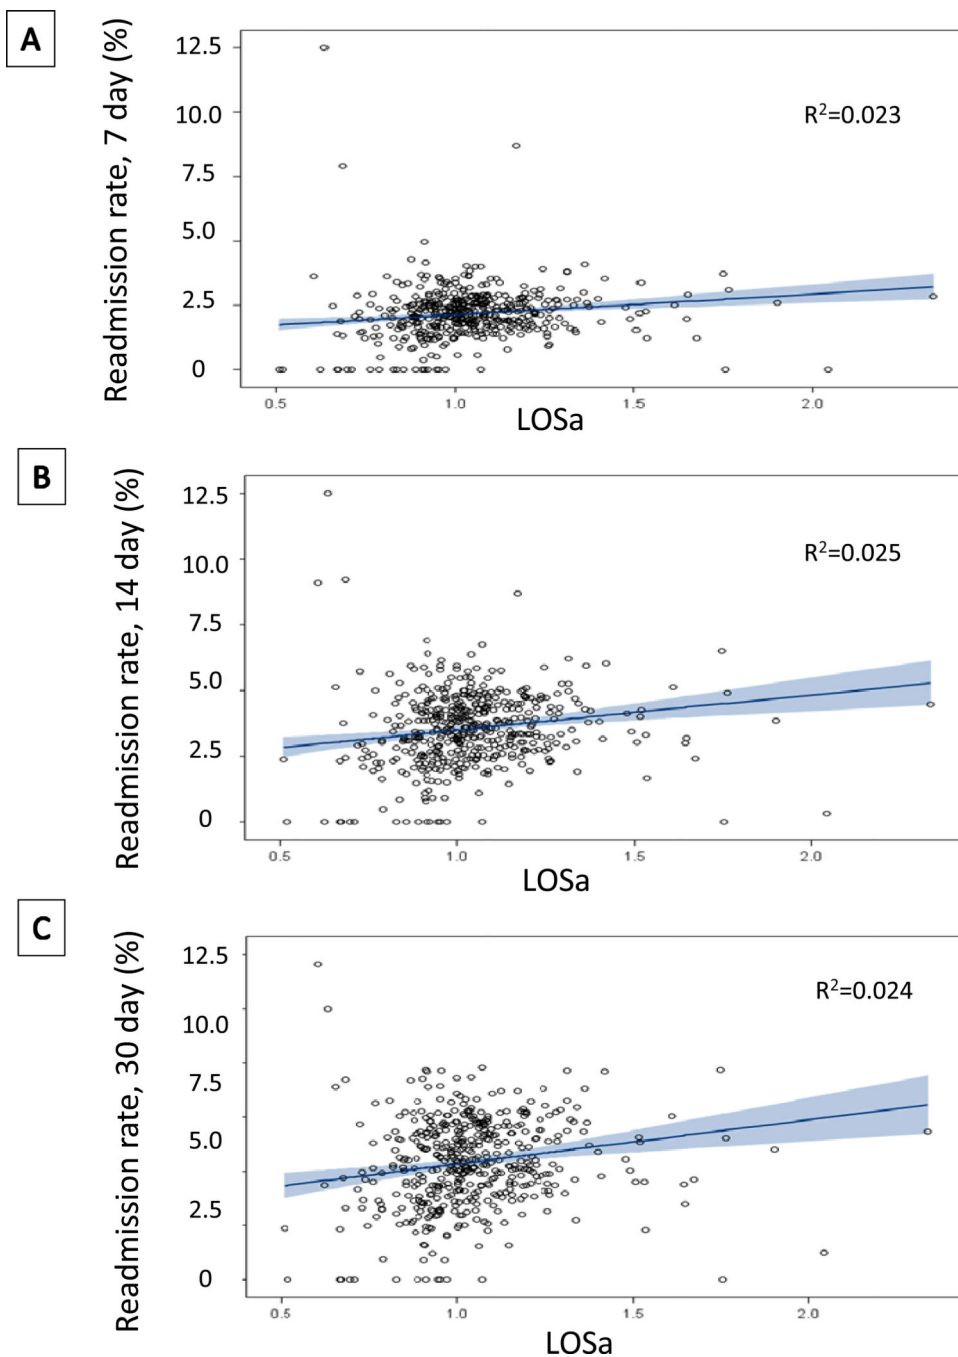 A
Readmission rate, 7 day (%)
12.5
10.0
7.5
5.0
2.5
0
R²=0.023
0.5 1.0 1.5 2.0
LOSa
B
Readmission rate, 14 day (%)
12.5
10.0
7.5
5.0
2.5
0
R²=0.025
0.5 1.0 1.5 2.0
LOSa
C
Readmission rate, 30 day (%)
12.5
10.0
7.5
5.0
2.5
0
R²=0.024
0.5 1.0 1.5 2.0
LOSa